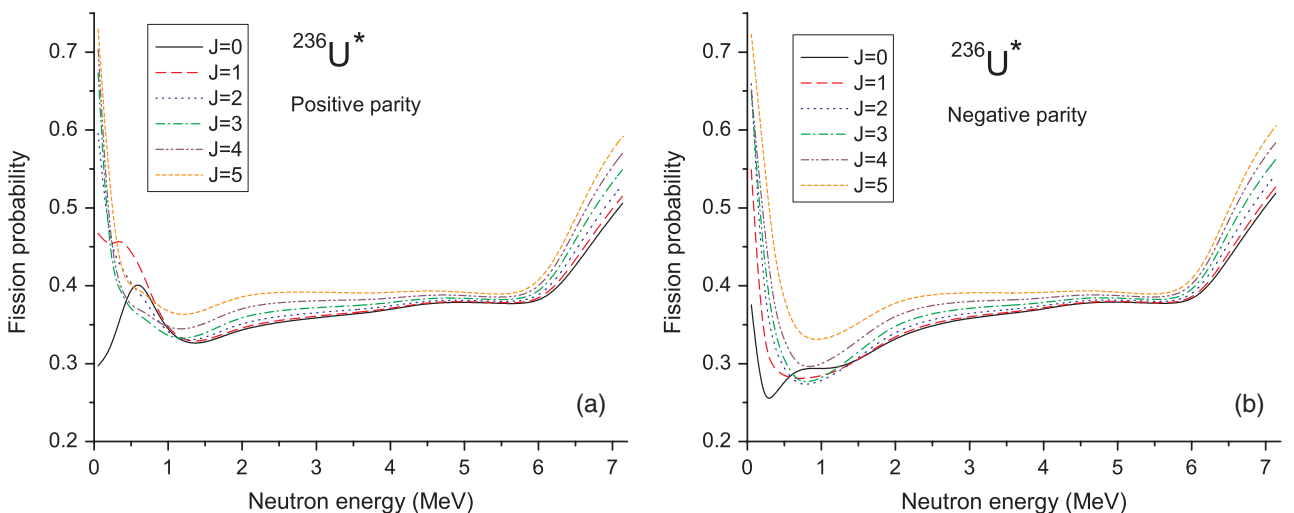 0.7
0.6
0.5
0.4
0.3
0.2
Fission probability
J=0
J=1
J=2
J=3
J=4
J=5
236U*
Positive parity
(a)
0 1 2 3 4 5 6 7
Neutron energy (MeV)
0.7
0.6
0.5
0.4
0.3
0.2
Fission probability
J=0
J=1
J=2
J=3
J=4
J=5
236U*
Negative parity
(b)
0 1 2 3 4 5 6 7
Neutron energy (MeV)